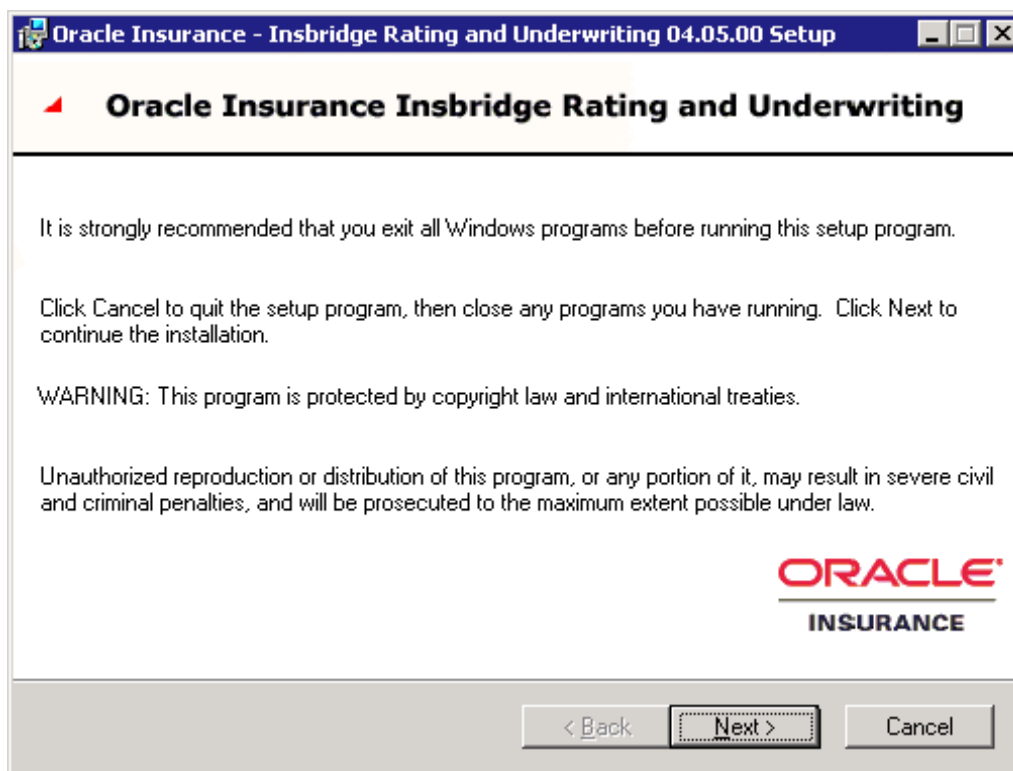 Oracle Insurance - Insbridge Rating and Underwriting 04.05.00 Setup
Oracle Insurance Insbridge Rating and Underwriting
It is strongly recommended that you exit all Windows programs before running this setup program.
Click Cancel to quit the setup program, then close any programs you have running.  Click Next to
continue the installation.
WARNING: This program is protected by copyright law and international treaties.
Unauthorized reproduction or distribution of this program, or any portion of it, may result in severe civil
and criminal penalties, and will be prosecuted to the maximum extent possible under law.
ORACLE
INSURANCE
< Back Next > Cancel